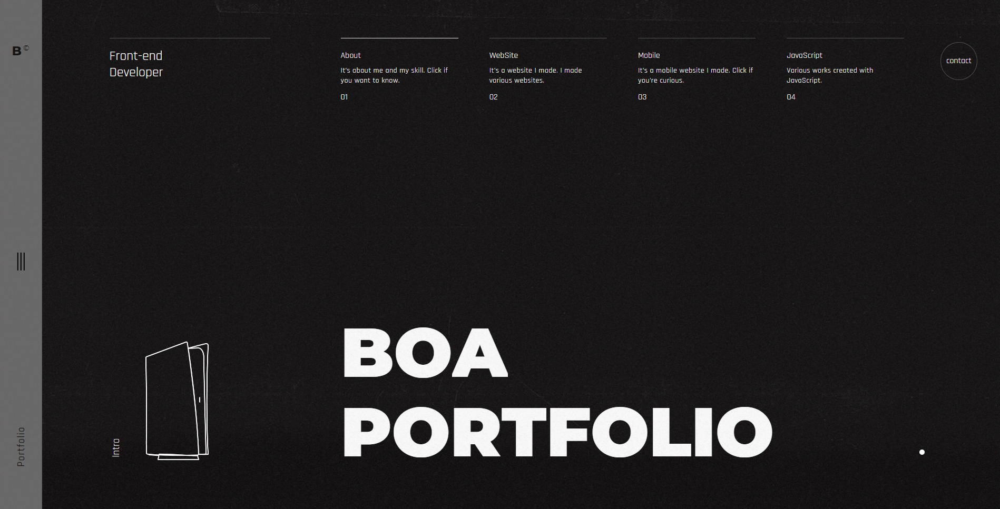 B©
Portfolio
Front-end
Developer
About
It's about me and my skill. Click if
you want to know.
01
WebSite
It's a website I made. I made
various websites.
02
Mobile
It's a mobile website I made. Click if
you're curious.
03
JavaScript
Various works created with
JavaScript.
04
contact
Intro
BOA
PORTFOLIO